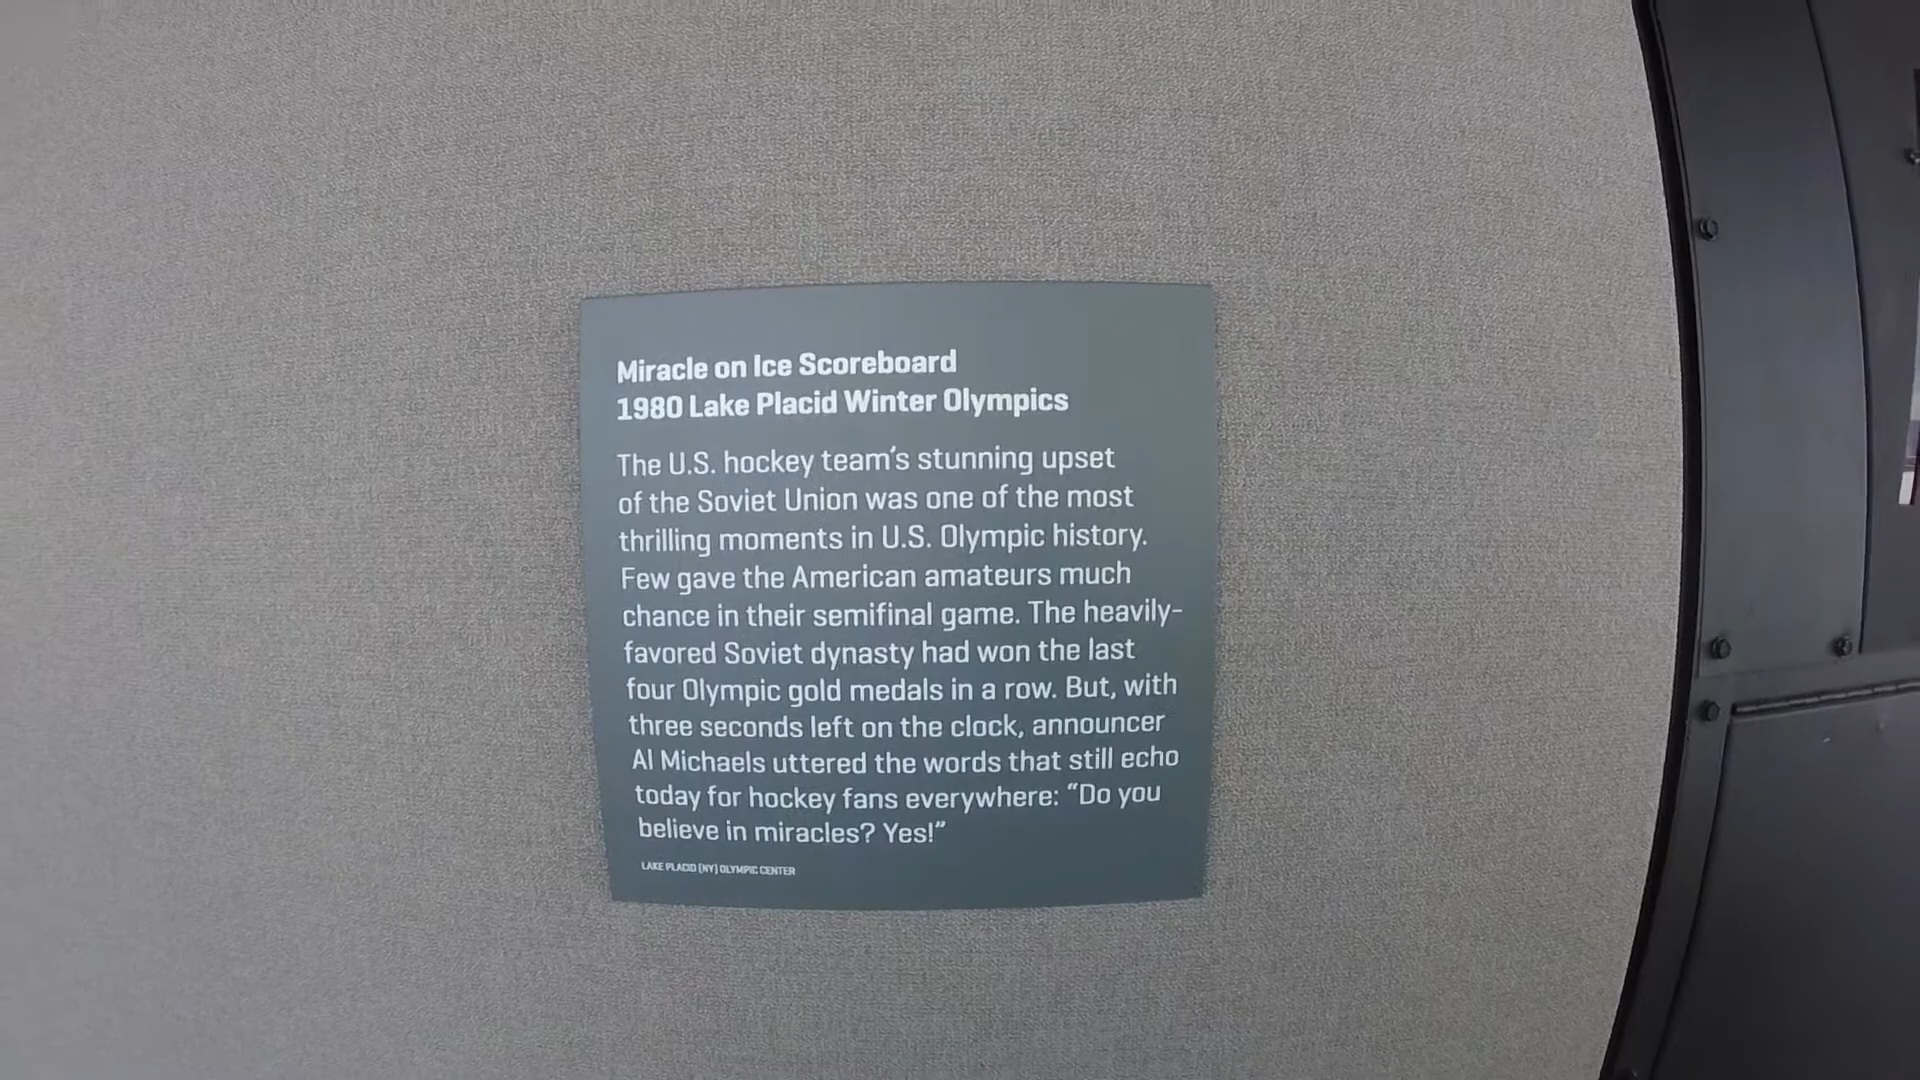 Miracle on Ice Scoreboard
1980 Lake Placid Winter Olympics
The U.S. hockey team's stunning upset
of the Soviet Union was one of the most
thrilling moments in U.S. Olympic history.
Few gave the American amateurs much
chance in their semifinal game. The heavily-
favored Soviet dynasty had won the last
four Olympic gold medals in a row. But, with
three seconds left on the clock, announcer
Al Michaels uttered the words that still echo
today for hockey fans everywhere: “Do you
believe in miracles? Yes!”
LAKE PLACID (NY) OLYMPIC CENTER